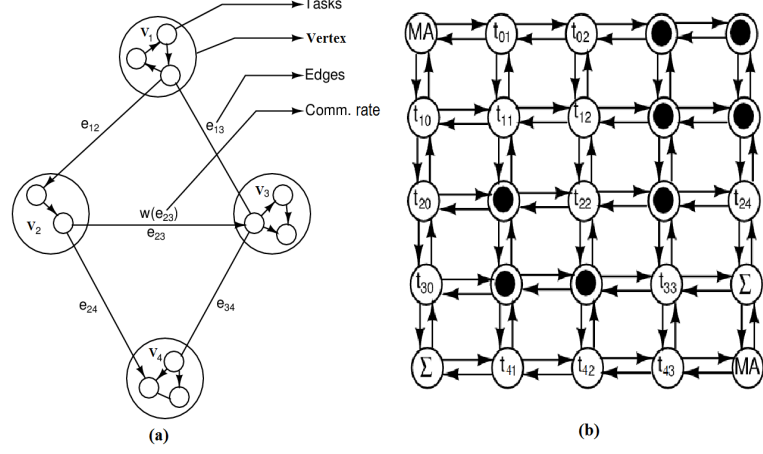 Tasks
V1
Vertex
Edges
Comm. rate
e12
e13
V2
w(e23)
e23
V3
e24
e34
V4
(a)
MA t01 t02
t10 t11 t12
t20 t22 t24
t30 t33 Σ
Σ t41 t42 t43 MA
(b)